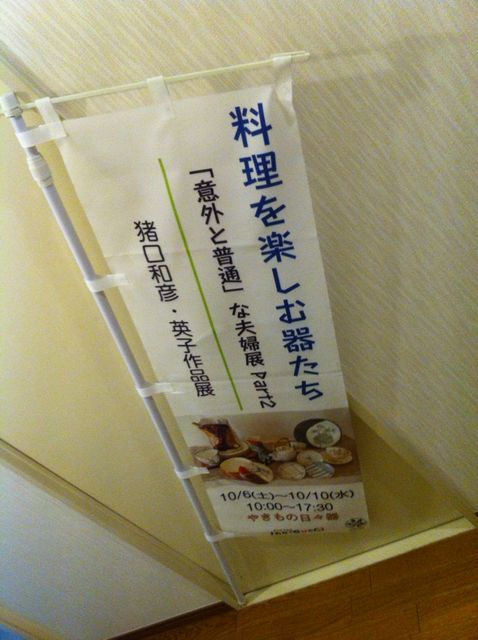 料理を楽しむ器たち
「意外と普通」な夫婦展 Part2
猪口和彦・英子作品展
10/6(土)～10/10(水)
10:00～17:30
やきもの日々器